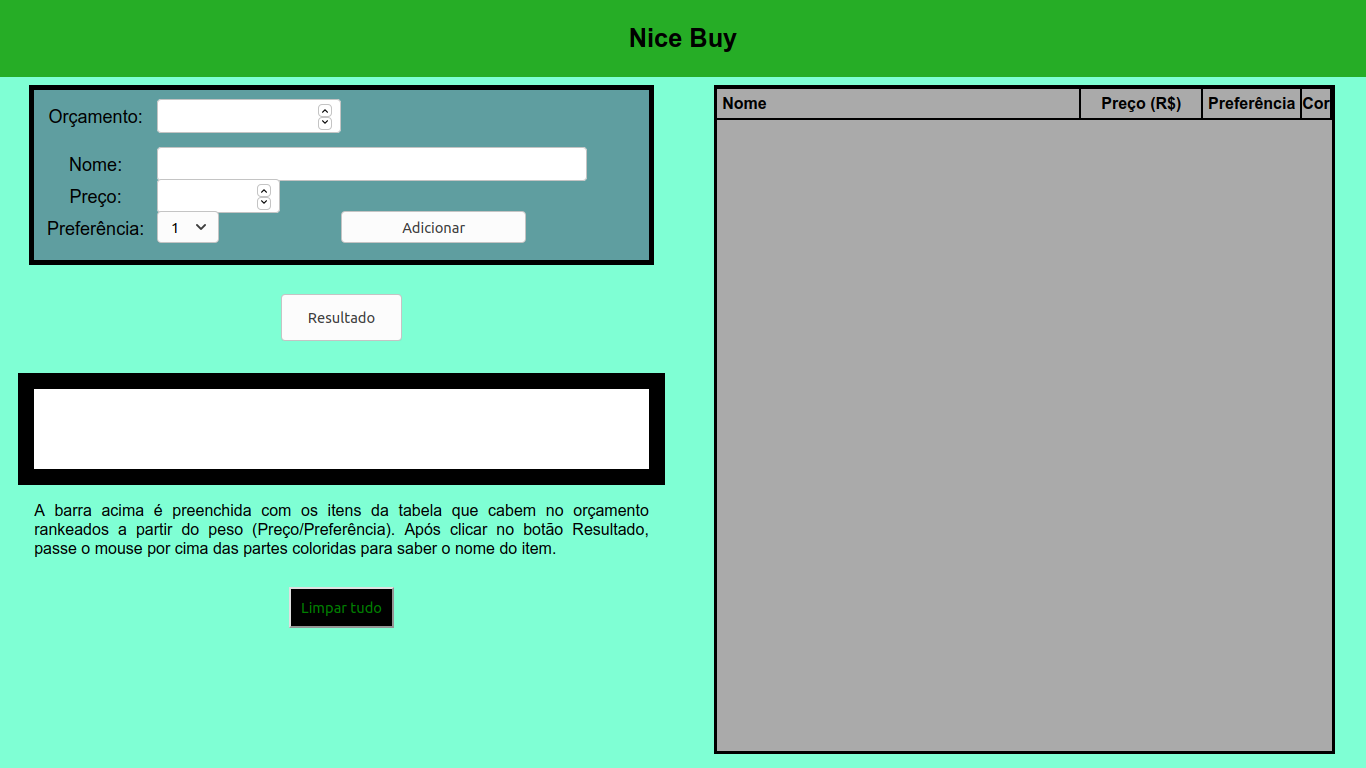 Nice Buy
Orçamento:
Nome:
Preço:
Preferência: 1 Adicionar
Resultado
A barra acima é preenchida com os itens da tabela que cabem no orçamento
rankeados a partir do peso (Preço/Preferência). Após clicar no botão Resultado,
passe o mouse por cima das partes coloridas para saber o nome do item.
Limpar tudo
Nome Preço (R$) Preferência Cor